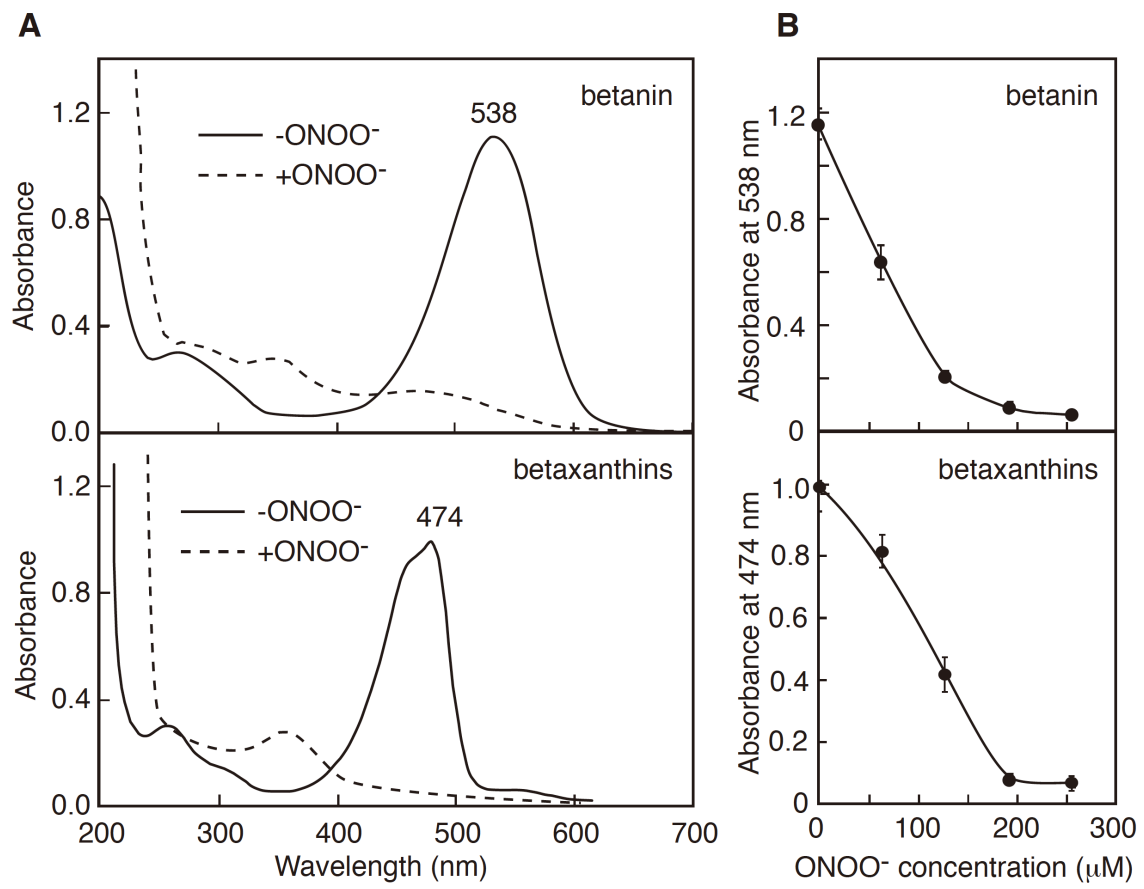 A
betanin
538
-ONOO⁻
+ONOO⁻
1.2
0.8
0.4
0.0
Absorbance
betaxanthins
474
-ONOO⁻
+ONOO⁻
1.2
0.8
0.4
0.0
Absorbance
200 300 400 500 600 700
Wavelength (nm)
B
betanin
1.2
0.8
0.4
0
Absorbance at 538 nm
betaxanthins
1.0
0.8
0.6
0.4
0.2
0
Absorbance at 474 nm
0 100 200 300
ONOO⁻ concentration (μM)